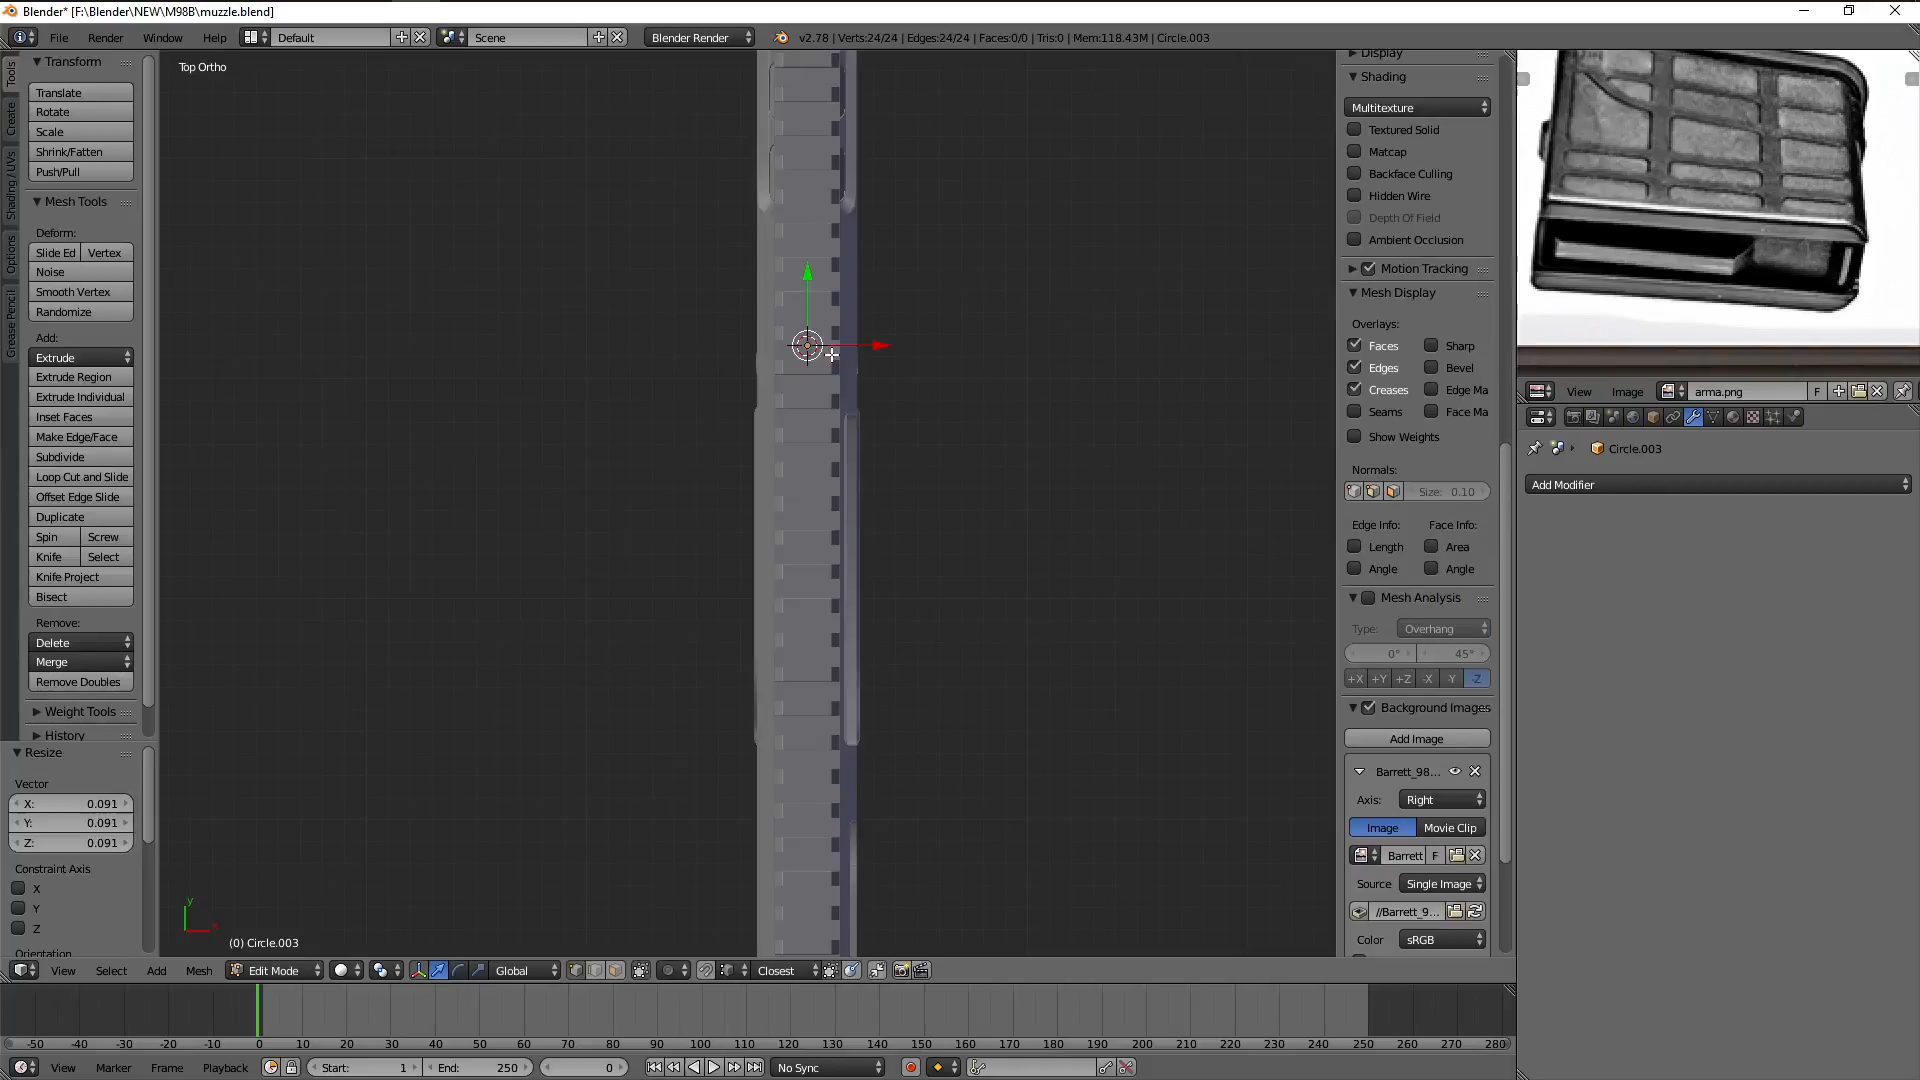 Blender* [F:\Blender\NEW\M98B\muzzle.blend]
File Render Window Help Default Scene Blender Render v2.78 | Verts:24/24 | Edges:24/24 | Faces:0/0 | Tris:0 | Mem:118.43M | Circle.003
Tools
Create
Shading / UVs
Options
Grease Pencil
Transform
Translate
Rotate
Scale
Shrink/Fatten
Push/Pull
Mesh Tools
Deform:
Slide Ed Vertex
Noise
Smooth Vertex
Randomize
Add:
Extrude
Extrude Region
Extrude Individual
Inset Faces
Make Edge/Face
Subdivide
Loop Cut and Slide
Offset Edge Slide
Duplicate
Spin Screw
Knife Select
Knife Project
Bisect
Remove:
Delete
Merge
Remove Doubles
Weight Tools
History
Resize
Vector
X: 0.091
Y: 0.091
Z: 0.091
Constraint Axis
X
Y
Z
Orientation
Top Ortho
y
x
(0) Circle.003
Display
Shading
Multitexture
Textured Solid
Matcap
Backface Culling
Hidden Wire
Depth Of Field
Ambient Occlusion
Motion Tracking
Mesh Display
Overlays:
Faces Sharp
Edges Bevel
Creases Edge Ma
Seams Face Ma
Show Weights
Normals:
Size: 0.10
Edge Info: Face Info:
Length Area
Angle Angle
Mesh Analysis
Type: Overhang
0° 45°
+X +Y +Z -X -Y -Z
Background Images
Add Image
Barrett_98...
Axis: Right
Image Movie Clip
Barrett F
Source Single Image
//Barrett_9...
Color sRGB
View Image arma.png F
Circle.003
Add Modifier
View Select Add Mesh Edit Mode Global Closest
-50 -40 -30 -20 -10 0 10 20 30 40 50 60 70 80 90 100 110 120 130 140 150 160 170 180 190 200 210 220 230 240 250 260 270 280
View Marker Frame Playback Start: 1 End: 250 0 No Sync